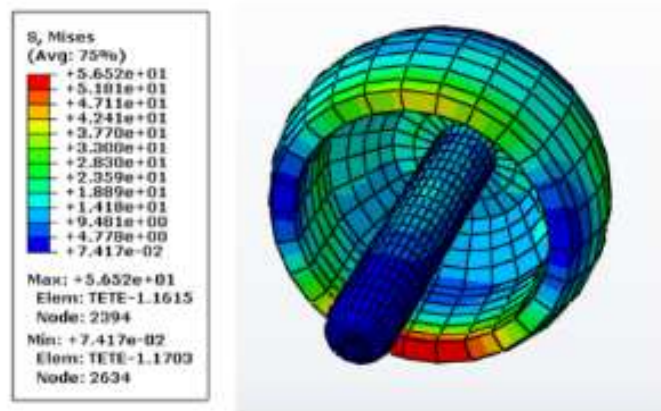 S, Mises
(Avg: 75%)
+5.652e+01
+5.181e+01
+4.711e+01
+4.241e+01
+3.770e+01
+3.300e+01
+2.830e+01
+2.359e+01
+1.889e+01
+1.418e+01
+9.481e+00
+4.778e+00
+7.417e-02
Max: +5.652e+01
Elem: TETE-1.1615
Node: 2394
Min: +7.417e-02
Elem: TETE-1.1703
Node: 2634